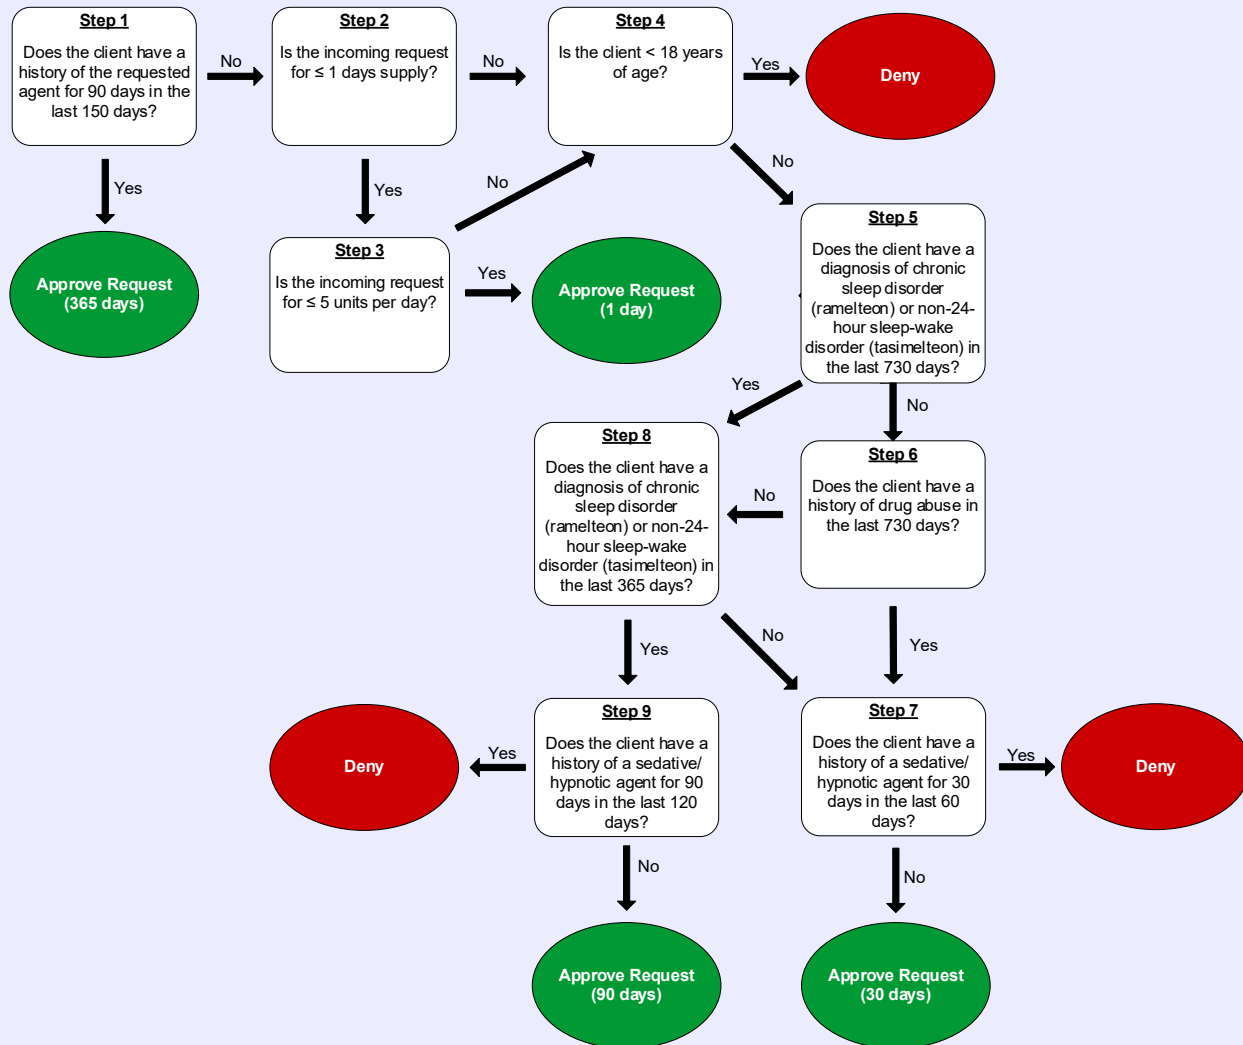 Step 1
Does the client have a
history of the requested
agent for 90 days in the
last 150 days?
No
Yes
Approve Request
(365 days)
Step 2
Is the incoming request
for ≤ 1 days supply?
No
Yes
Step 3
Is the incoming request
for ≤ 5 units per day?
No
Yes
Approve Request
(1 day)
Step 4
Is the client < 18 years
of age?
Yes
Deny
No
Step 5
Does the client have a
diagnosis of chronic
sleep disorder
(ramelteon) or non-24-
hour sleep-wake
disorder (tasimelteon) in
the last 730 days?
Yes
No
Step 6
Does the client have a
history of drug abuse in
the last 730 days?
No
Yes
Step 8
Does the client have a
diagnosis of chronic
sleep disorder
(ramelteon) or non-24-
hour sleep-wake
disorder (tasimelteon) in
the last 365 days?
Yes
No
Step 9
Does the client have a
history of a sedative/
hypnotic agent for 90
days in the last 120
days?
Yes
Deny
No
Approve Request
(90 days)
Step 7
Does the client have a
history of a sedative/
hypnotic agent for 30
days in the last 60
days?
Yes
Deny
No
Approve Request
(30 days)